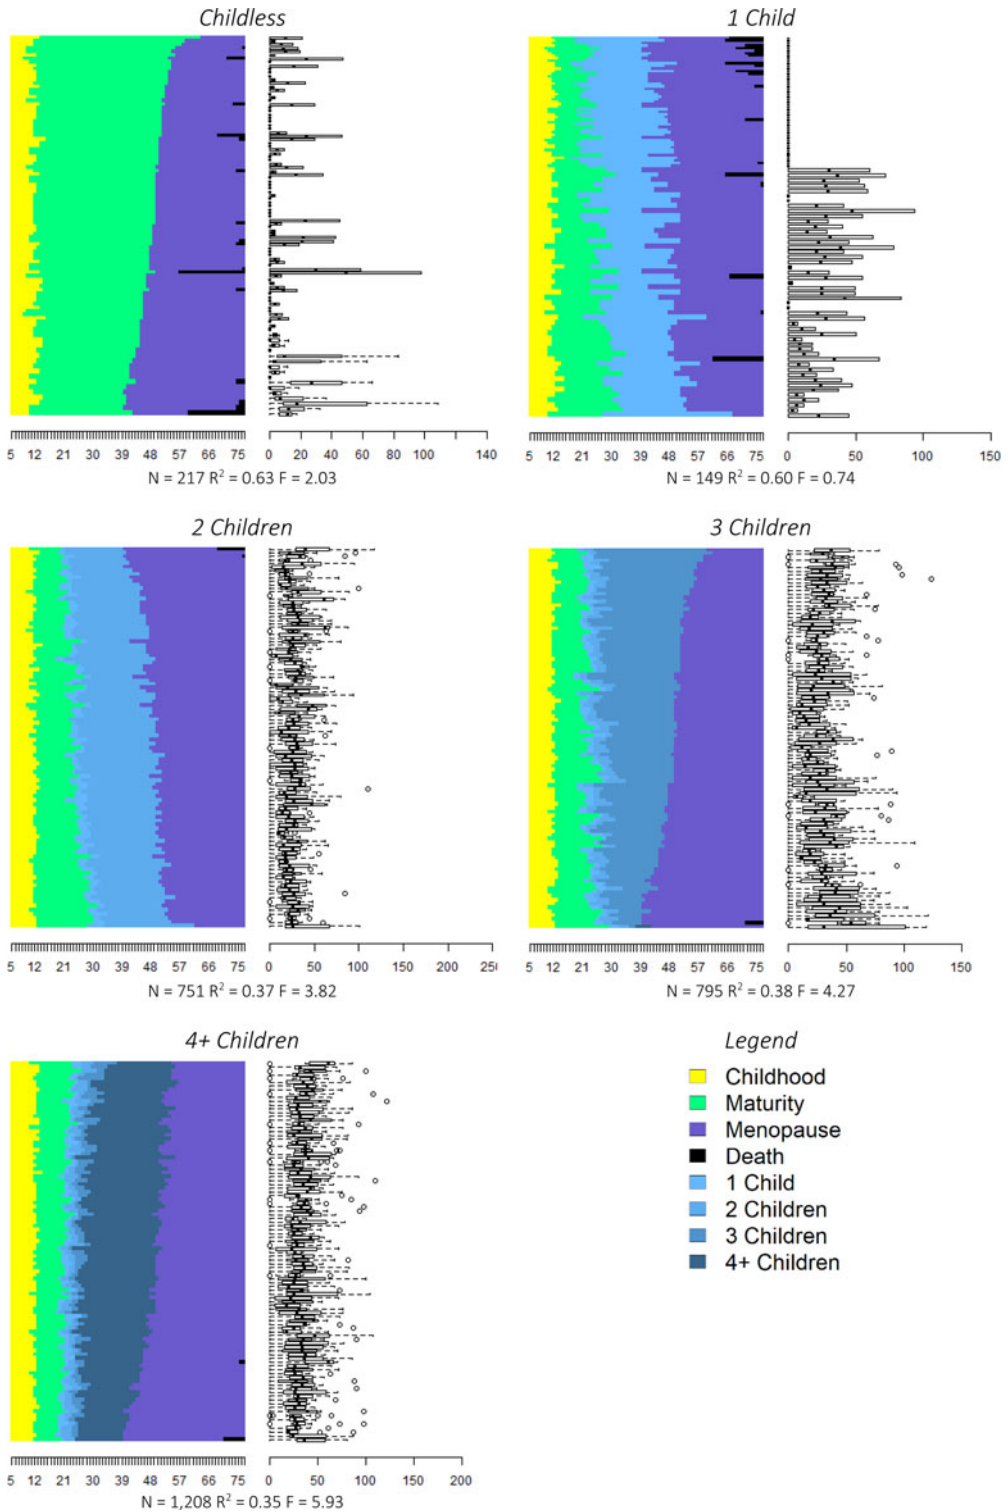 Childless
1 Child
5 12 21 30 39 48 57 66 75
0 20 40 60 80 100 120 140
5 12 21 30 39 48 57 66 75
0 50 100 150
N = 217 R² = 0.63 F = 2.03
N = 149 R² = 0.60 F = 0.74
2 Children
3 Children
5 12 21 30 39 48 57 66 75
0 50 100 150 200
5 12 21 30 39 48 57 66 75
0 50 100 150
N = 751 R² = 0.37 F = 3.82
N = 795 R² = 0.38 F = 4.27
4+ Children
Legend
Childhood
Maturity
Menopause
Death
1 Child
2 Children
3 Children
4+ Children
5 12 21 30 39 48 57 66 75
0 50 100 150 200
N = 1,208 R² = 0.35 F = 5.93